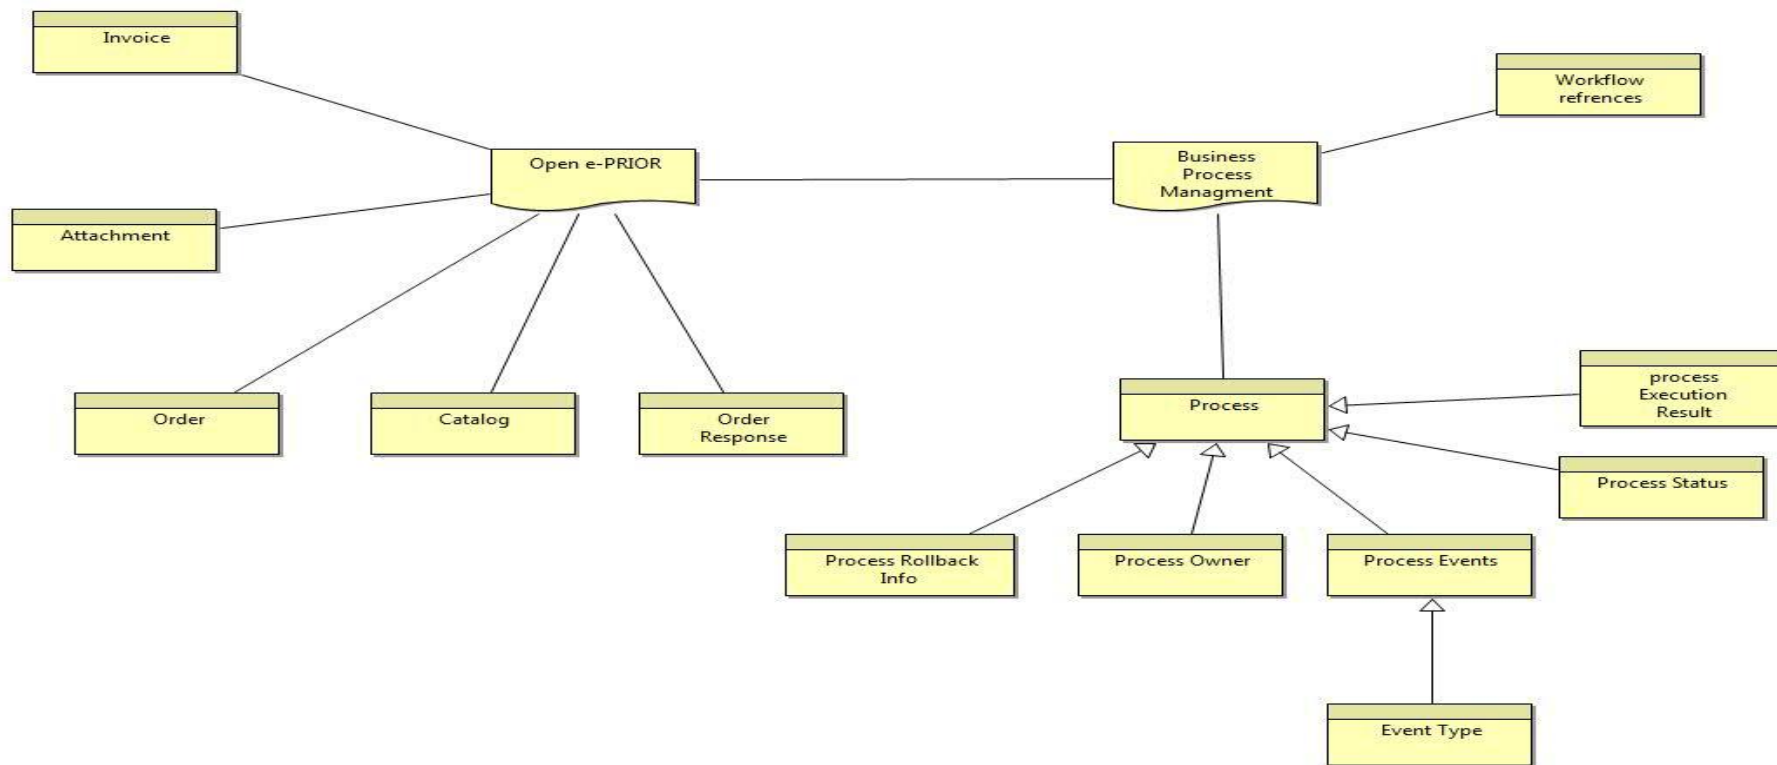 Invoice
Workflow
refrences
Open e-PRIOR
Business
Process
Managment
Attachment
process
Execution
Result
Process
Order
Catalog
Order
Response
Process Status
Process Rollback
Info
Process Owner
Process Events
Event Type